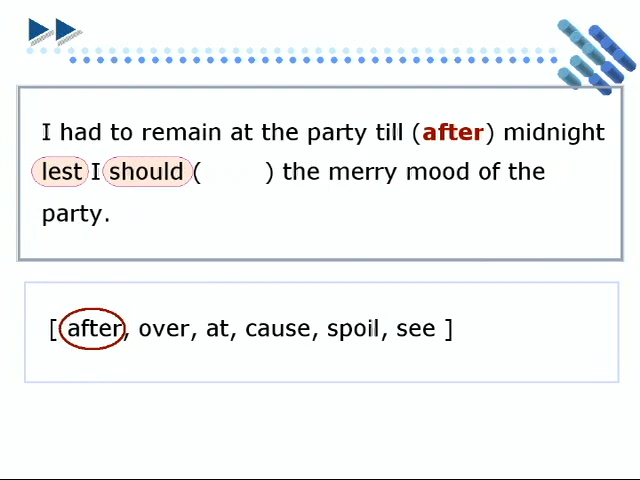 I had to remain at the party till (after) midnight
lest I should (      ) the merry mood of the
party.
[ after, over, at, cause, spoil, see ]